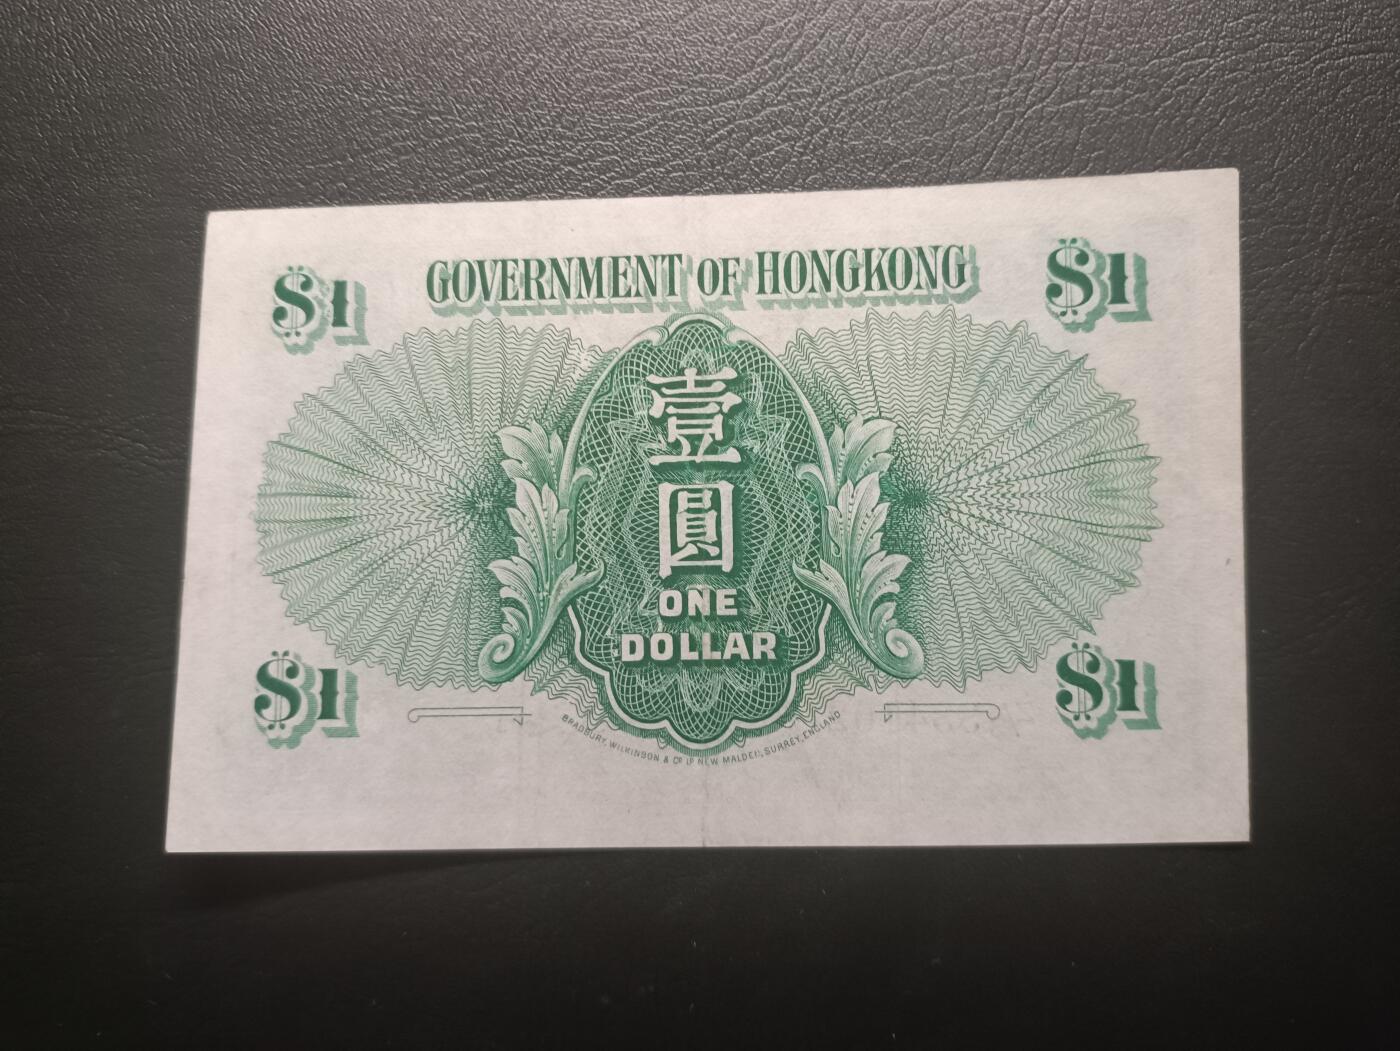 $1 GOVERNMENT OF HONGKONG $1
壹
圓
ONE
DOLLAR
$1 $1
BRADBURY, WILKINSON & Cº Lᴰ NEW MALDEN, SURREY, ENGLAND